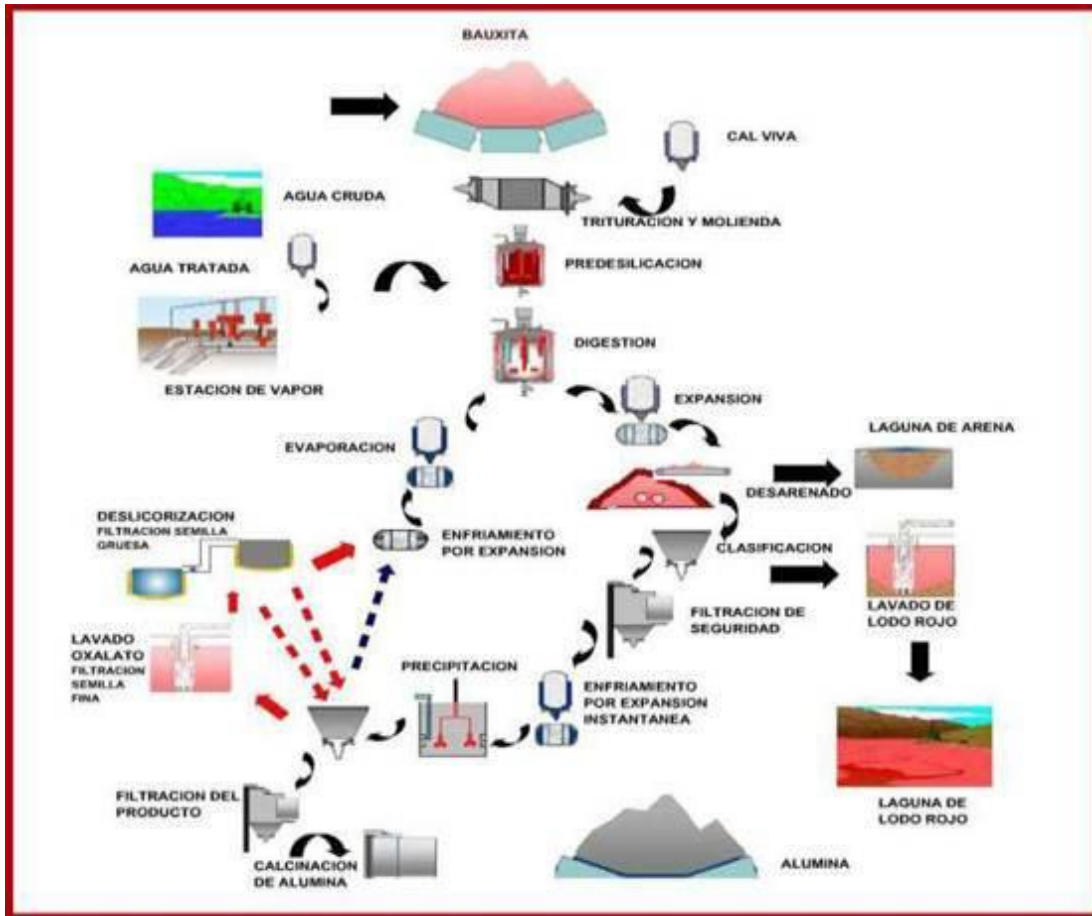 BAUXITA
CAL VIVA
AGUA CRUDA
TRITURACION Y MOLIENDA
AGUA TRATADA
PREDESILICACION
DIGESTION
ESTACION DE VAPOR
EXPANSION
EVAPORACION
LAGUNA DE ARENA
DESARENADO
DESLICORIZACION
FILTRACION SEMILLA
GRUESA
ENFRIAMIENTO
POR EXPANSION
CLASIFICACION
FILTRACION DE
SEGURIDAD
LAVADO DE
LODO ROJO
LAVADO
OXALATO
FILTRACION
SEMILLA
FINA
PRECIPITACION
ENFRIAMIENTO
POR EXPANSION
INSTANTANEA
FILTRACION DEL
PRODUCTO
LAGUNA DE
LODO ROJO
CALCINACION
DE ALUMINA
ALUMINA